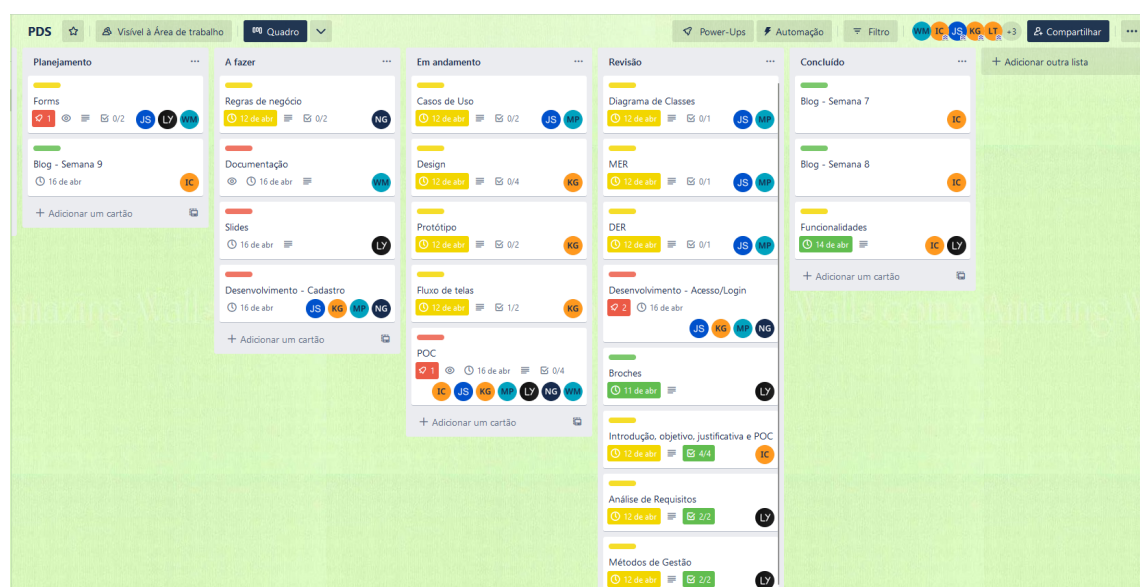 PDS Visível à Área de trabalho Quadro Power-Ups Automação Filtro WM IC JS KG LT +3 Compartilhar
Planejamento
Forms
1 0/2 JS LY WM
Blog - Semana 9
16 de abr IC
+ Adicionar um cartão
A fazer
Regras de negócio
12 de abr 0/2 NG
Documentação
16 de abr WM
Slides
16 de abr LY
Desenvolvimento - Cadastro
16 de abr JS KG MP NG
+ Adicionar um cartão
Em andamento
Casos de Uso
12 de abr 0/2 JS MP
Design
12 de abr 0/4 KG
Protótipo
12 de abr 0/2 KG
Fluxo de telas
12 de abr 1/2 KG
POC
1 16 de abr 0/4
IC JS KG MP LY NG WM
+ Adicionar um cartão
Revisão
Diagrama de Classes
12 de abr 0/1 JS MP
MER
12 de abr 0/1 JS MP
DER
12 de abr 0/1 JS MP
Desenvolvimento - Acesso/Login
2 16 de abr
JS KG MP NG
Broches
11 de abr LY
Introdução, objetivo, justificativa e POC
12 de abr 4/4 IC
Análise de Requisitos
12 de abr 2/2 LY
Métodos de Gestão
12 de abr 2/2 LY
Concluído
Blog - Semana 7
IC
Blog - Semana 8
IC
Funcionalidades
14 de abr IC LY
+ Adicionar um cartão
+ Adicionar outra lista